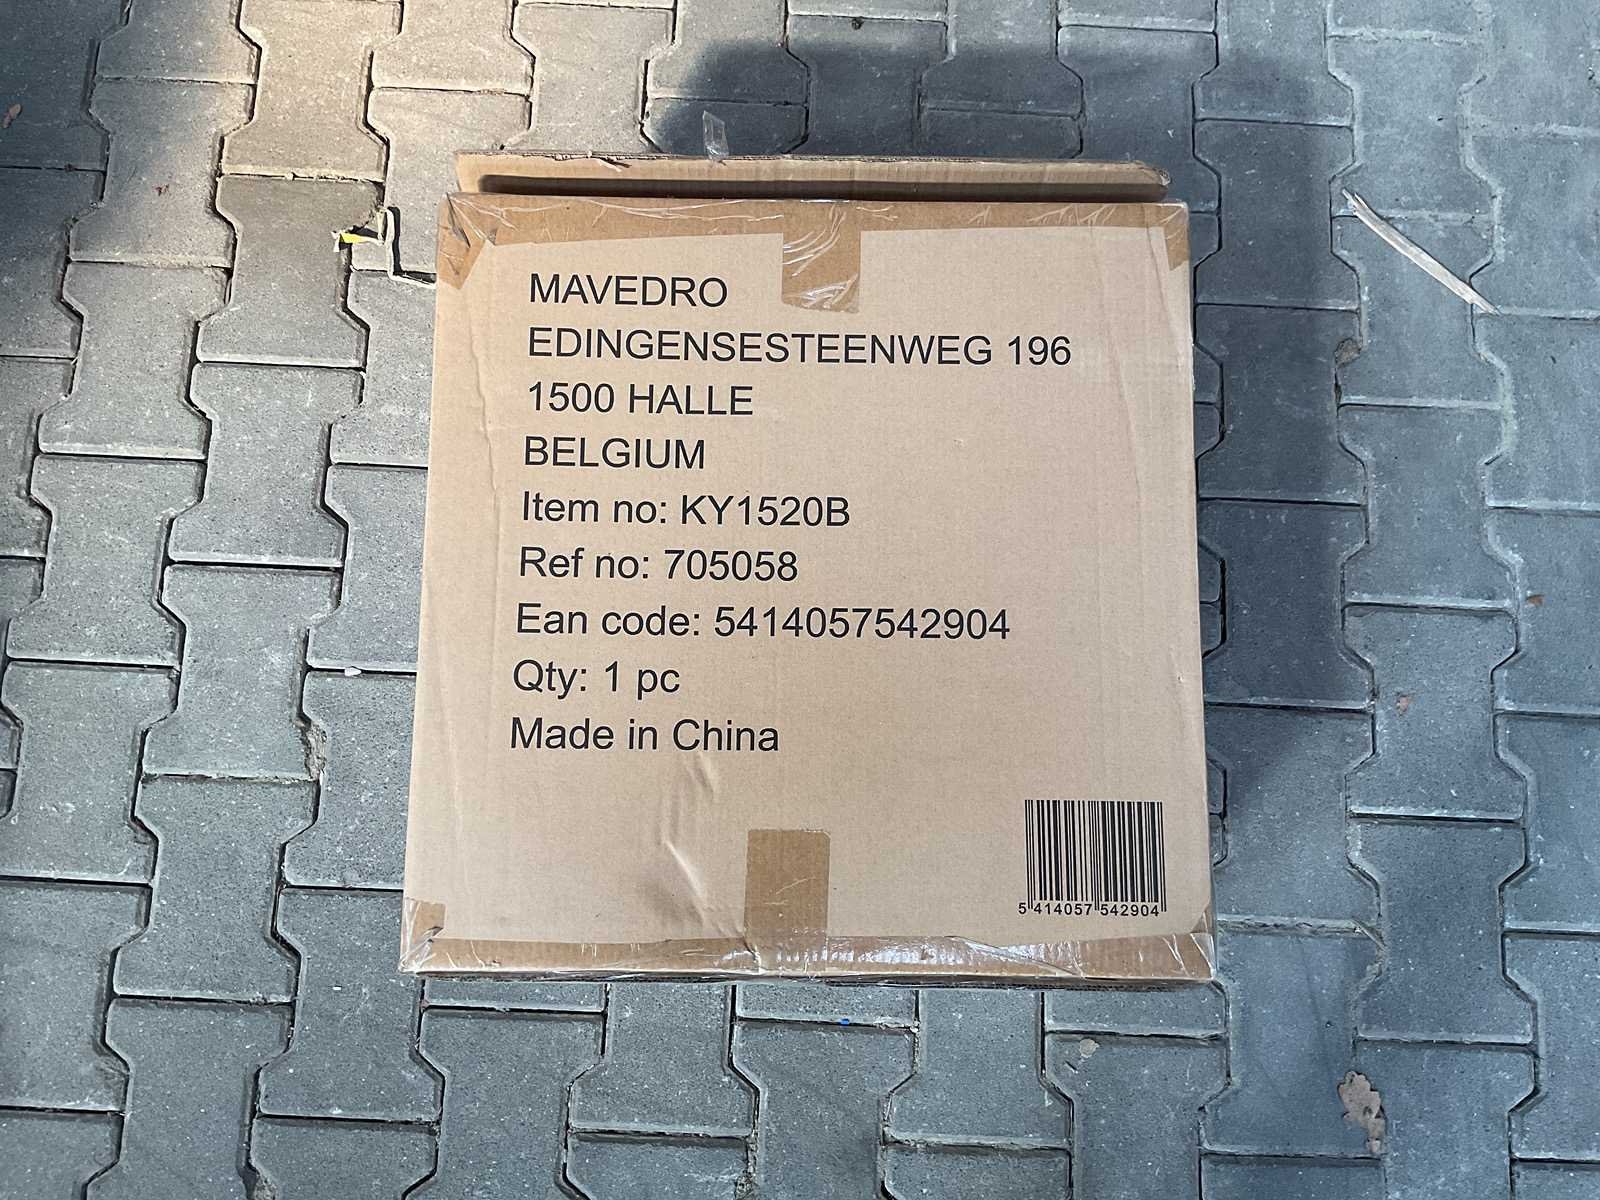 MAVEDRO
EDINGENSESTEENWEG 196
1500 HALLE
BELGIUM
Item no: KY1520B
Ref no: 705058
Ean code: 5414057542904
Qty: 1 pc
Made in China
5 414057 542904